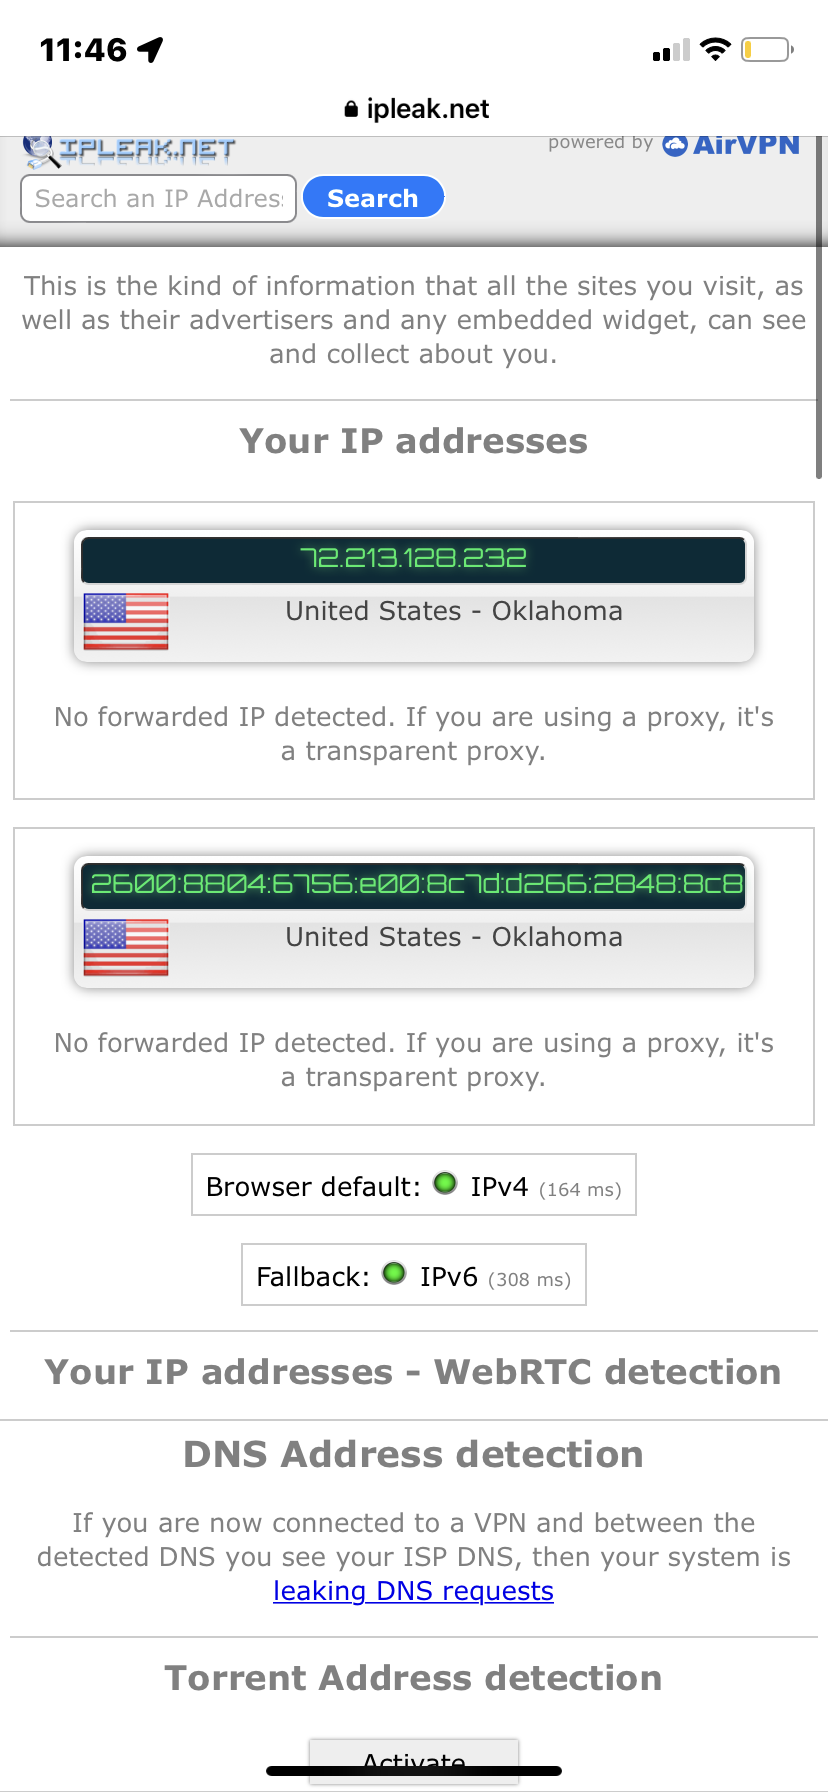 11:46
ipleak.net
IPLEAK.NET
powered by AirVPN
Search an IP Address
Search
This is the kind of information that all the sites you visit, as
well as their advertisers and any embedded widget, can see
and collect about you.
Your IP addresses
72.213.128.232
United States - Oklahoma
No forwarded IP detected. If you are using a proxy, it's
a transparent proxy.
2600:8804:6756:e00:8c7d:d266:2848:8c8
United States - Oklahoma
No forwarded IP detected. If you are using a proxy, it's
a transparent proxy.
Browser default: IPv4 (164 ms)
Fallback: IPv6 (308 ms)
Your IP addresses - WebRTC detection
DNS Address detection
If you are now connected to a VPN and between the
detected DNS you see your ISP DNS, then your system is
leaking DNS requests
Torrent Address detection
Activate